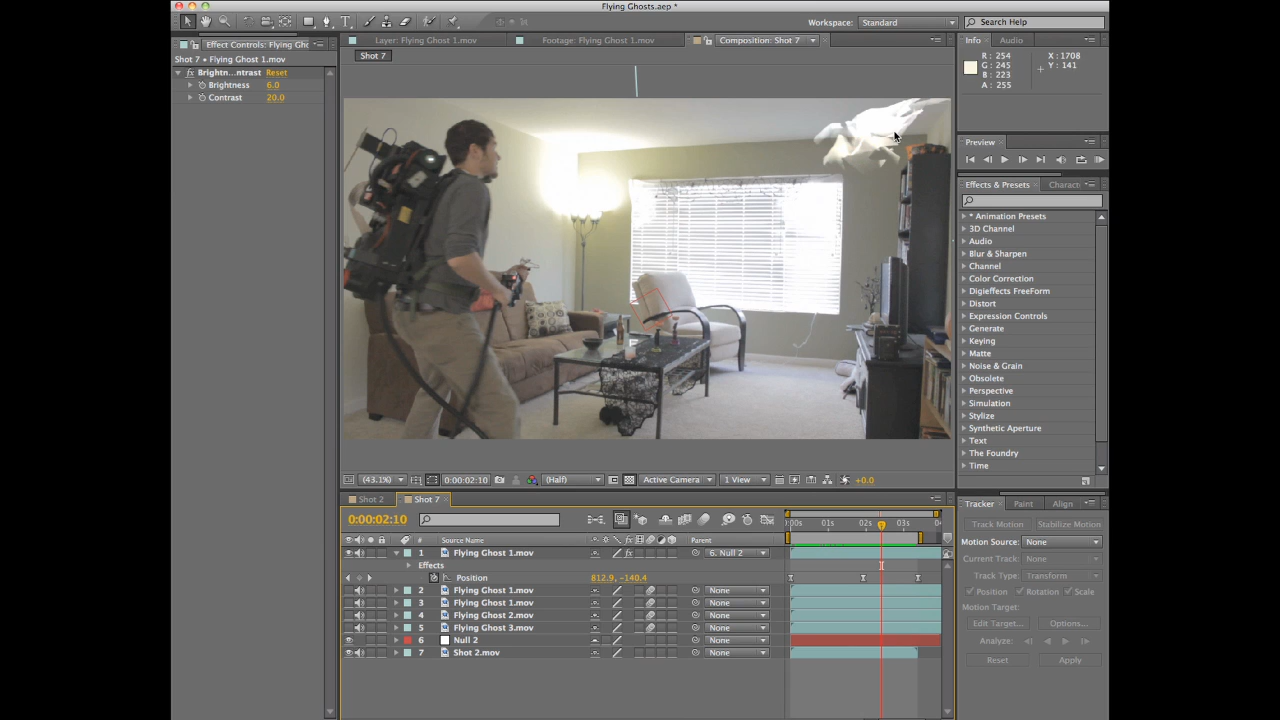 Flying Ghosts.aep *
Workspace: Standard
Search Help
Effect Controls: Flying Gho
Layer: Flying Ghost 1.mov
Footage: Flying Ghost 1.mov
Composition: Shot 7
Info
Audio
Shot 7 • Flying Ghost 1.mov
Shot 7
R : 254
G : 245
B : 223
A : 255
X : 1708
Y : 141
Brightn...ntrast Reset
Brightness 6.0
Contrast 20.0
Preview
Effects & Presets
Charact
* Animation Presets
3D Channel
Audio
Blur & Sharpen
Channel
Color Correction
Digieffects FreeForm
Distort
Expression Controls
Generate
Keying
Matte
Noise & Grain
Obsolete
Perspective
Simulation
Stylize
Synthetic Aperture
Text
The Foundry
Time
(43.1%)
0:00:02:10
(Half)
Active Camera
1 View
+0.0
Shot 2
Shot 7
Tracker
Paint
Align
0:00:02:10
:00s 01s 02s 03s 04
Track Motion
Stabilize Motion
# Source Name
Parent
Motion Source: None
1 Flying Ghost 1.mov
6. Null 2
Current Track: None
Effects
Track Type: Transform
Position 812.9, -140.4
Position Rotation Scale
2 Flying Ghost 1.mov None
3 Flying Ghost 1.mov None
Motion Target:
4 Flying Ghost 2.mov None
Edit Target...
Options...
5 Flying Ghost 3.mov None
6 Null 2 None
Analyze:
7 Shot 2.mov None
Reset
Apply